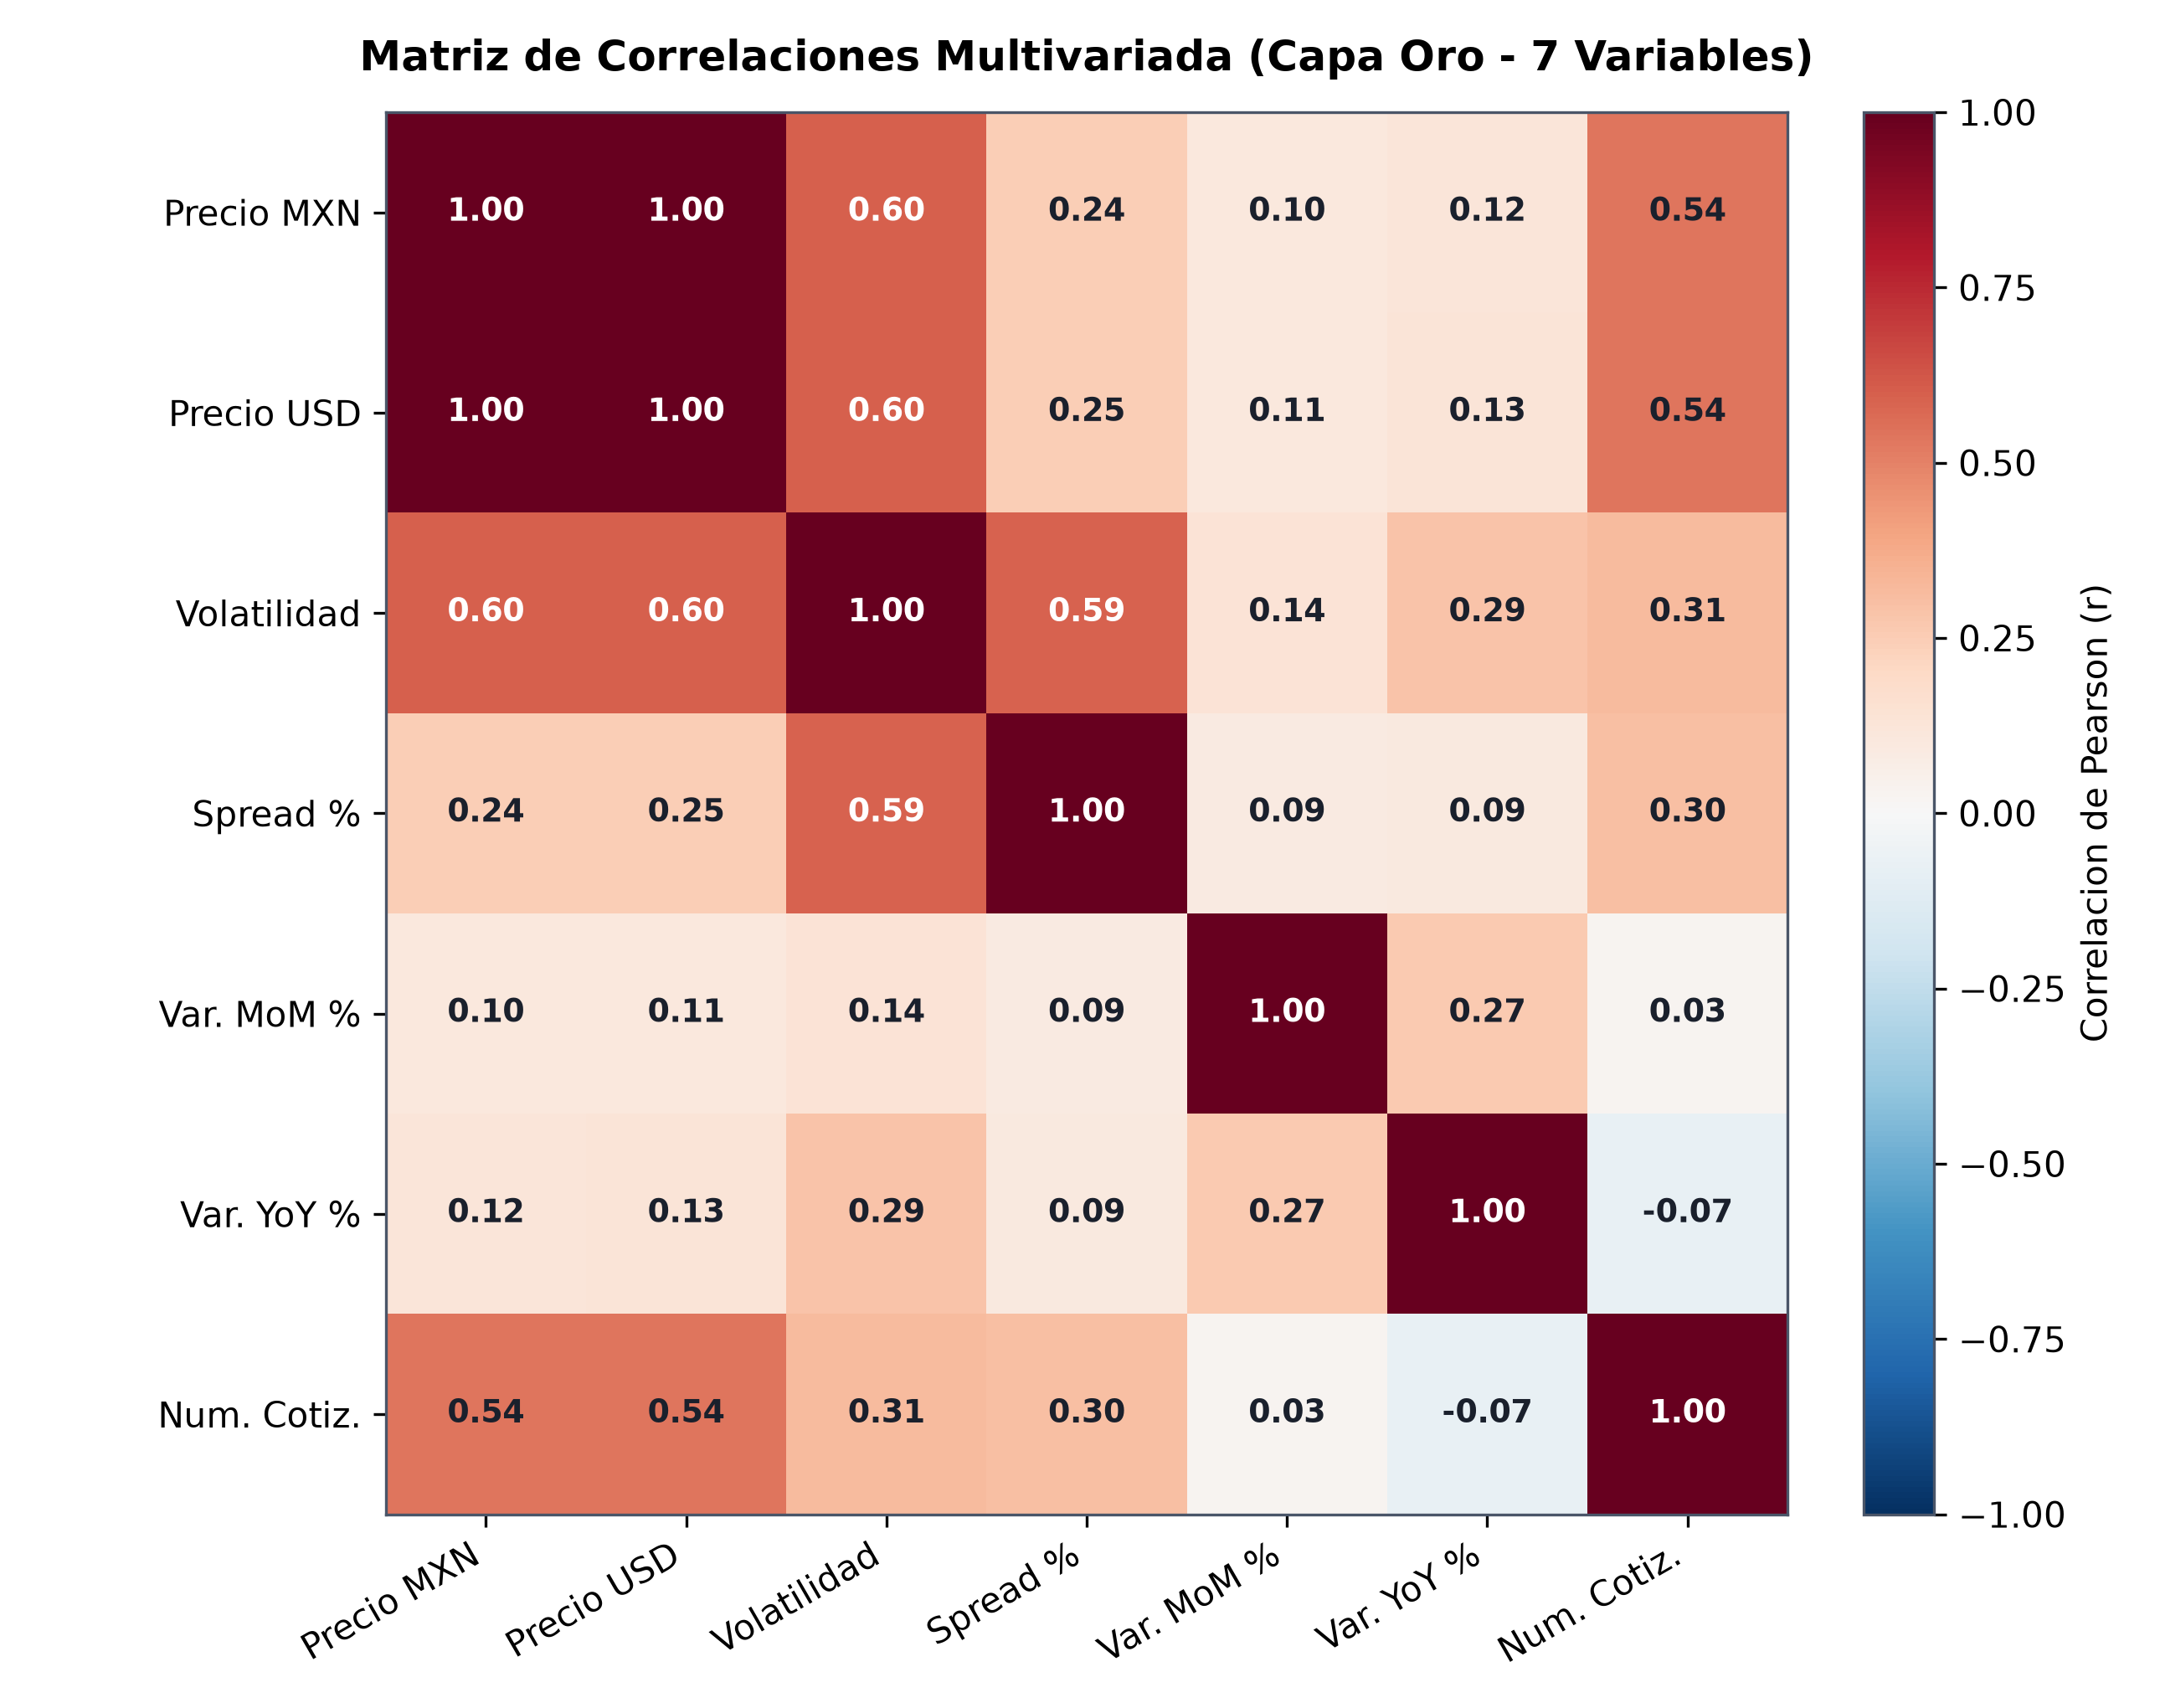 Matriz de Correlaciones Multivariada (Capa Oro - 7 Variables)
Precio MXN 1.00 1.00 0.60 0.24 0.10 0.12 0.54
Precio USD 1.00 1.00 0.60 0.25 0.11 0.13 0.54
Volatilidad 0.60 0.60 1.00 0.59 0.14 0.29 0.31
Spread % 0.24 0.25 0.59 1.00 0.09 0.09 0.30
Var. MoM % 0.10 0.11 0.14 0.09 1.00 0.27 0.03
Var. YoY % 0.12 0.13 0.29 0.09 0.27 1.00 -0.07
Num. Cotiz. 0.54 0.54 0.31 0.30 0.03 -0.07 1.00
Precio MXN Precio USD Volatilidad Spread % Var. MoM % Var. YoY % Num. Cotiz.
1.00
0.75
0.50
0.25
0.00
−0.25
−0.50
−0.75
−1.00
Correlacion de Pearson (r)